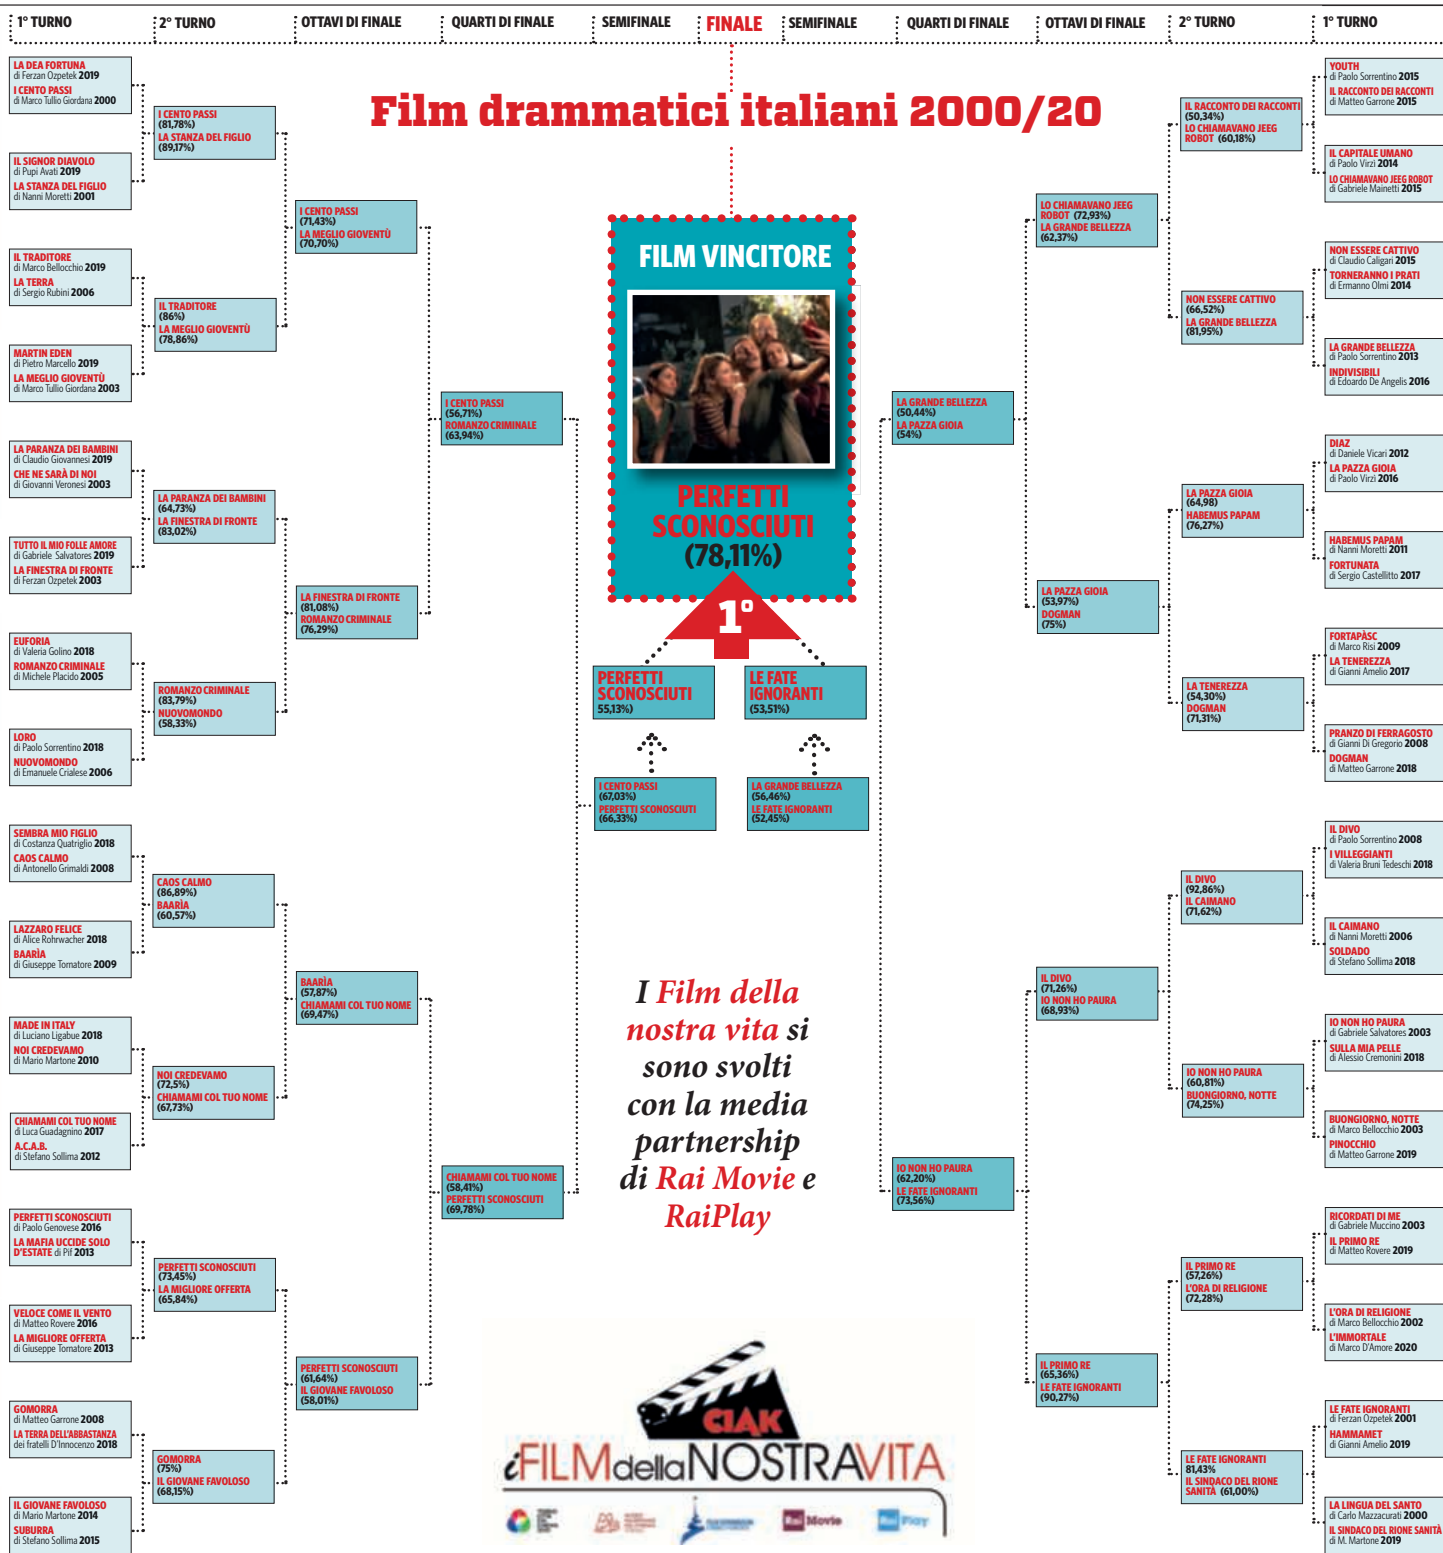 1° TURNO
2° TURNO
OTTAVI DI FINALE
QUARTI DI FINALE
SEMIFINALE
FINALE
SEMIFINALE
QUARTI DI FINALE
OTTAVI DI FINALE
2° TURNO
1° TURNO
Film drammatici italiani 2000/20
LA DEA FORTUNA
di Ferzan Ozpetek 2019
I CENTO PASSI
di Marco Tullio Giordana 2000
IL SIGNOR DIAVOLO
di Pupi Avati 2019
LA STANZA DEL FIGLIO
di Nanni Moretti 2001
IL TRADITORE
di Marco Bellocchio 2019
LA TERRA
di Sergio Rubini 2006
MARTIN EDEN
di Pietro Marcello 2019
LA MEGLIO GIOVENTÙ
di Marco Tullio Giordana 2003
LA PARANZA DEI BAMBINI
di Claudio Giovannesi 2019
CHE NE SARÀ DI NOI
di Giovanni Veronesi 2003
TUTTO IL MIO FOLLE AMORE
di Gabriele Salvatores 2019
LA FINESTRA DI FRONTE
di Ferzan Ozpetek 2003
EUFORIA
di Valeria Golino 2018
ROMANZO CRIMINALE
di Michele Placido 2005
LORO
di Paolo Sorrentino 2018
NUOVOMONDO
di Emanuele Crialese 2006
SEMBRA MIO FIGLIO
di Costanza Quatriglio 2018
CAOS CALMO
di Antonello Grimaldi 2008
LAZZARO FELICE
di Alice Rohrwacher 2018
BAARÌA
di Giuseppe Tornatore 2009
MADE IN ITALY
di Luciano Ligabue 2018
NOI CREDEVAMO
di Mario Martone 2010
CHIAMAMI COL TUO NOME
di Luca Guadagnino 2017
A.C.A.B.
di Stefano Sollima 2012
PERFETTI SCONOSCIUTI
di Paolo Genovese 2016
LA MAFIA UCCIDE SOLO
D'ESTATE di Pif 2013
VELOCE COME IL VENTO
di Matteo Rovere 2016
LA MIGLIORE OFFERTA
di Giuseppe Tornatore 2013
GOMORRA
di Matteo Garrone 2008
LA TERRA DELL'ABBASTANZA
dei fratelli D'Innocenzo 2018
IL GIOVANE FAVOLOSO
di Mario Martone 2014
SUBURRA
di Stefano Sollima 2015
I CENTO PASSI
(81,78%)
LA STANZA DEL FIGLIO
(89,17%)
IL TRADITORE
(86%)
LA MEGLIO GIOVENTÙ
(78,86%)
LA PARANZA DEI BAMBINI
(64,73%)
LA FINESTRA DI FRONTE
(83,02%)
ROMANZO CRIMINALE
(83,79%)
NUOVOMONDO
(58,33%)
CAOS CALMO
(86,89%)
BAARÌA
(60,57%)
NOI CREDEVAMO
(72,5%)
CHIAMAMI COL TUO NOME
(67,73%)
PERFETTI SCONOSCIUTI
(73,45%)
LA MIGLIORE OFFERTA
(65,84%)
GOMORRA
(75%)
IL GIOVANE FAVOLOSO
(68,15%)
I CENTO PASSI
(71,43%)
LA MEGLIO GIOVENTÙ
(70,70%)
LA FINESTRA DI FRONTE
(81,08%)
ROMANZO CRIMINALE
(76,29%)
BAARÌA
(57,87%)
CHIAMAMI COL TUO NOME
(69,47%)
PERFETTI SCONOSCIUTI
(61,64%)
IL GIOVANE FAVOLOSO
(58,01%)
I CENTO PASSI
(56,71%)
ROMANZO CRIMINALE
(63,94%)
CHIAMAMI COL TUO NOME
(58,41%)
PERFETTI SCONOSCIUTI
(69,78%)
FILM VINCITORE
PERFETTI
SCONOSCIUTI
(78,11%)
1°
PERFETTI
SCONOSCIUTI
55,13%)
LE FATE
IGNORANTI
(53,51%)
I CENTO PASSI
(67,03%)
PERFETTI SCONOSCIUTI
(66,33%)
LA GRANDE BELLEZZA
(56,46%)
LE FATE IGNORANTI
(52,45%)
I Film della
nostra vita si
sono svolti
con la media
partnership
di Rai Movie e
RaiPlay
CIAK
iFILMdellaNOSTRAVITA
Rai Movie
Rai Play
LA GRANDE BELLEZZA
(50,44%)
LA PAZZA GIOIA
(54%)
IO NON HO PAURA
(62,20%)
LE FATE IGNORANTI
(73,56%)
LO CHIAMAVANO JEEG
ROBOT (72,93%)
LA GRANDE BELLEZZA
(62,37%)
LA PAZZA GIOIA
(53,97%)
DOGMAN
(75%)
IL DIVO
(71,26%)
IO NON HO PAURA
(68,93%)
IL PRIMO RE
(65,36%)
LE FATE IGNORANTI
(90,27%)
IL RACCONTO DEI RACCONTI
(50,34%)
LO CHIAMAVANO JEEG
ROBOT (60,18%)
NON ESSERE CATTIVO
(66,52%)
LA GRANDE BELLEZZA
(81,95%)
LA PAZZA GIOIA
(64,98)
HABEMUS PAPAM
(76,27%)
LA TENEREZZA
(54,30%)
DOGMAN
(71,31%)
IL DIVO
(92,86%)
IL CAIMANO
(71,62%)
IO NON HO PAURA
(60,81%)
BUONGIORNO, NOTTE
(74,25%)
IL PRIMO RE
(57,26%)
L'ORA DI RELIGIONE
(72,28%)
LE FATE IGNORANTI
81,43%
IL SINDACO DEL RIONE
SANITÀ (61,00%)
YOUTH
di Paolo Sorrentino 2015
IL RACCONTO DEI RACCONTI
di Matteo Garrone 2015
IL CAPITALE UMANO
di Paolo Virzì 2014
LO CHIAMAVANO JEEG ROBOT
di Gabriele Mainetti 2015
NON ESSERE CATTIVO
di Claudio Caligari 2015
TORNERANNO I PRATI
di Ermanno Olmi 2014
LA GRANDE BELLEZZA
di Paolo Sorrentino 2013
INDIVISIBILI
di Edoardo De Angelis 2016
DIAZ
di Daniele Vicari 2012
LA PAZZA GIOIA
di Paolo Virzì 2016
HABEMUS PAPAM
di Nanni Moretti 2011
FORTUNATA
di Sergio Castellitto 2017
FORTAPÀSC
di Marco Risi 2009
LA TENEREZZA
di Gianni Amelio 2017
PRANZO DI FERRAGOSTO
di Gianni Di Gregorio 2008
DOGMAN
di Matteo Garrone 2018
IL DIVO
di Paolo Sorrentino 2008
I VILLEGGIANTI
di Valeria Bruni Tedeschi 2018
IL CAIMANO
di Nanni Moretti 2006
SOLDADO
di Stefano Sollima 2018
IO NON HO PAURA
di Gabriele Salvatores 2003
SULLA MIA PELLE
di Alessio Cremonini 2018
BUONGIORNO, NOTTE
di Marco Bellocchio 2003
PINOCCHIO
di Matteo Garrone 2019
RICORDATI DI ME
di Gabriele Muccino 2003
IL PRIMO RE
di Matteo Rovere 2019
L'ORA DI RELIGIONE
di Marco Bellocchio 2002
L'IMMORTALE
di Marco D'Amore 2020
LE FATE IGNORANTI
di Ferzan Ozpetek 2001
HAMMAMET
di Gianni Amelio 2019
LA LINGUA DEL SANTO
di Carlo Mazzacurati 2000
IL SINDACO DEL RIONE SANITÀ
di M. Martone 2019